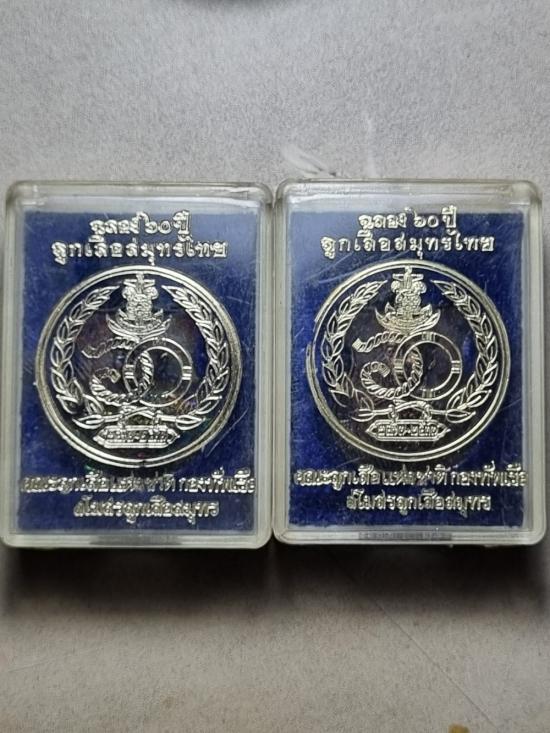 ฉลอง ๖๐ ปี
ลูกเสือสมุทรไทย
๖๐
คณะลูกเสือแห่งชาติ กองทัพเรือ
สโมสรลูกเสือสมุทร
ฉลอง ๖๐ ปี
ลูกเสือสมุทรไทย
๖๐
คณะลูกเสือแห่งชาติ กองทัพเรือ
สโมสรลูกเสือสมุทร